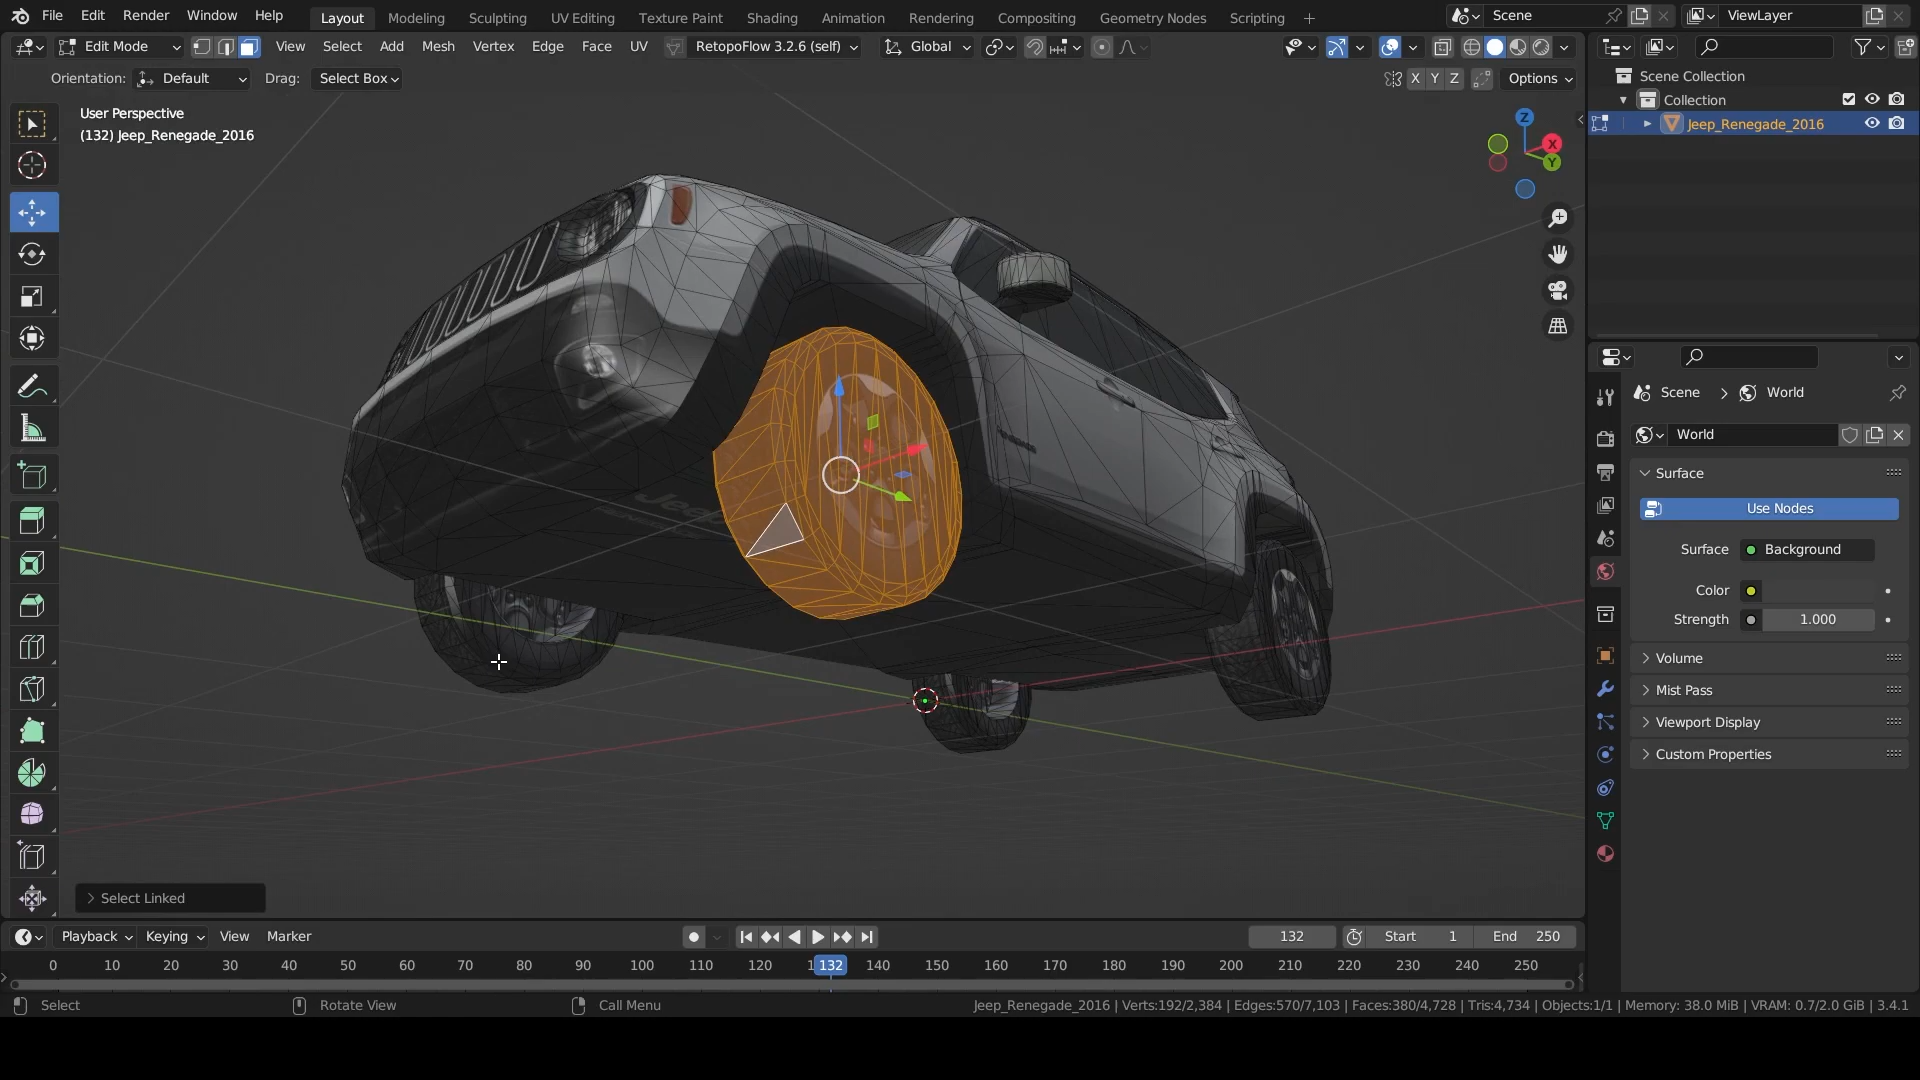 File Edit Render Window Help Layout Modeling Sculpting UV Editing Texture Paint Shading Animation Rendering Compositing Geometry Nodes Scripting + Scene ViewLayer
Edit Mode View Select Add Mesh Vertex Edge Face UV RetopoFlow 3.2.6 (self) Global
Orientation: Default Drag: Select Box X Y Z Options
User Perspective
(132) Jeep_Renegade_2016
Z
X
Y
Jeep
Select Linked
Scene Collection
Collection
Jeep_Renegade_2016
Scene > World
World
Surface
Use Nodes
Surface Background
Color
Strength 1.000
Volume
Mist Pass
Viewport Display
Custom Properties
Playback Keying View Marker 132 Start 1 End 250
0 10 20 30 40 50 60 70 80 90 100 110 120 132 140 150 160 170 180 190 200 210 220 230 240 250
Select Rotate View Call Menu Jeep_Renegade_2016 | Verts:192/2,384 | Edges:570/7,103 | Faces:380/4,728 | Tris:4,734 | Objects:1/1 | Memory: 38.0 MiB | VRAM: 0.7/2.0 GiB | 3.4.1